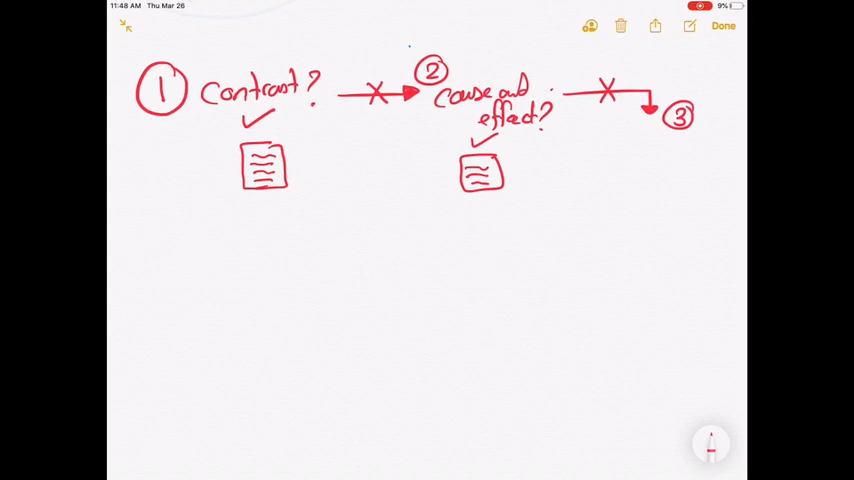 11:48 AM Thu Mar 26
9%
Done
1 Contrast?
2
Cause and
effect?
3